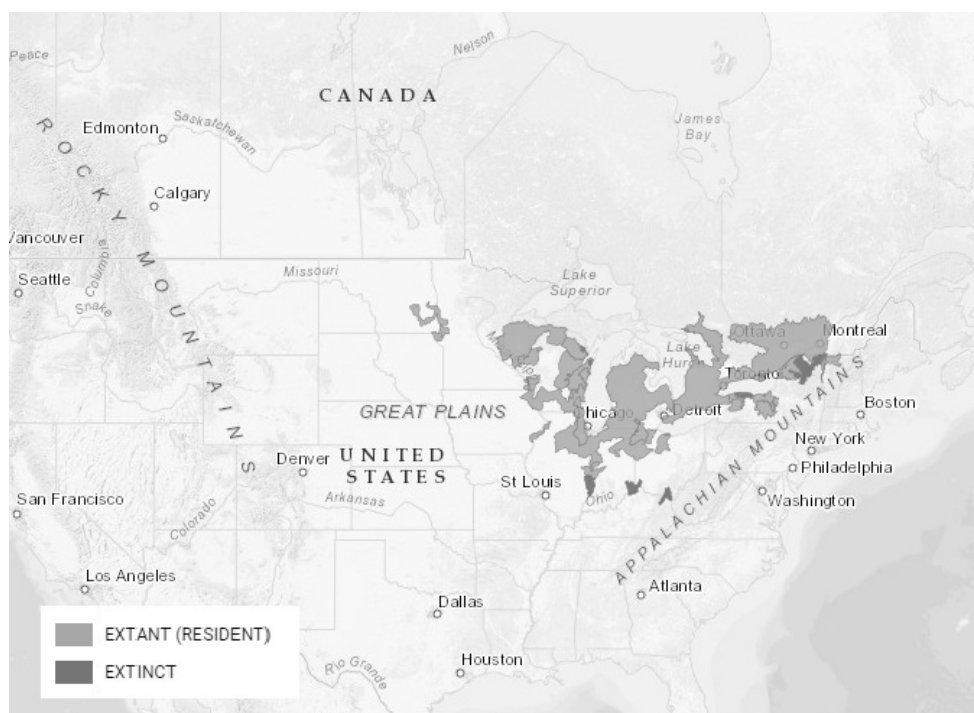 Peace
Nelson
CANADA
James
Bay
Edmonton
Saskatchewan
ROCKY MOUNTAINS
Calgary
Vancouver
Columbia
Seattle
Snake
Missouri
Lake
Superior
Ottawa
Montreal
Lake
Huron
Toronto
GREAT PLAINS
Chicago
Detroit
Boston
APPALACHIAN MOUNTAINS
New York
Denver
UNITED
STATES
Philadelphia
St Louis
Washington
Ohio
Arkansas
San Francisco
Colorado
Los Angeles
Atlanta
Dallas
EXTANT (RESIDENT)
EXTINCT
Houston
Rio Grande